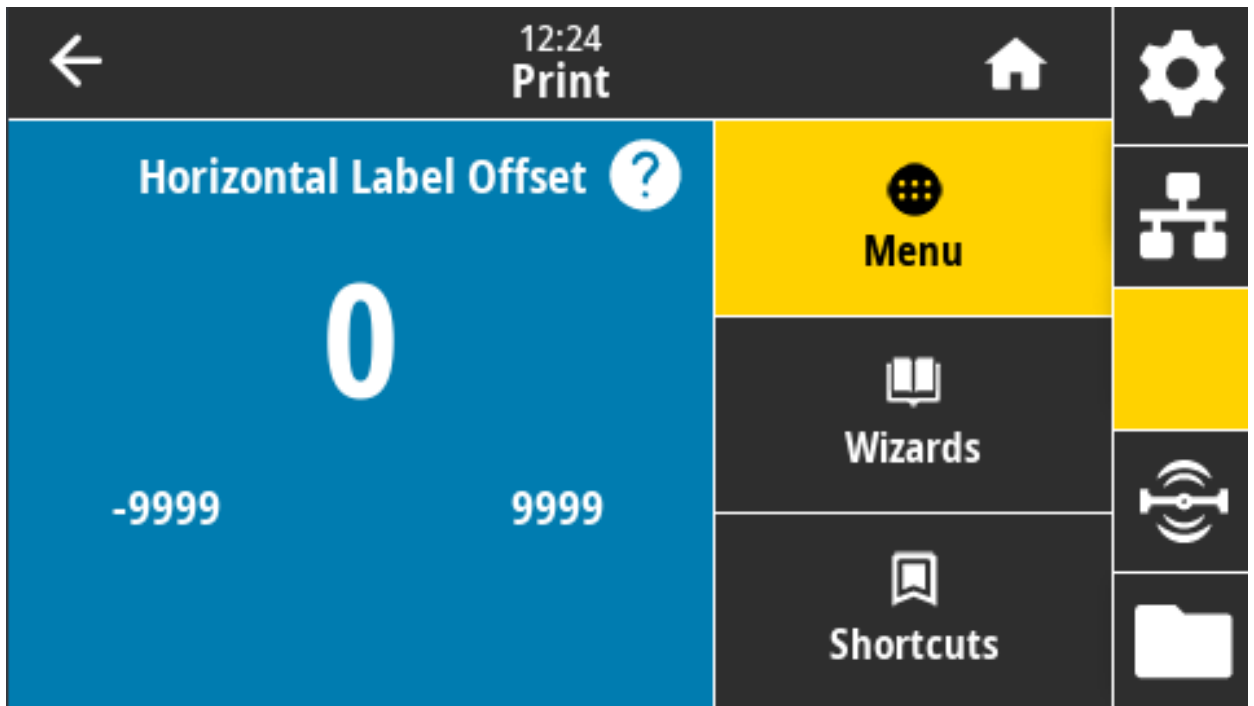 12:24
Print
Horizontal Label Offset ?
0
-9999 9999
Menu
Wizards
Shortcuts